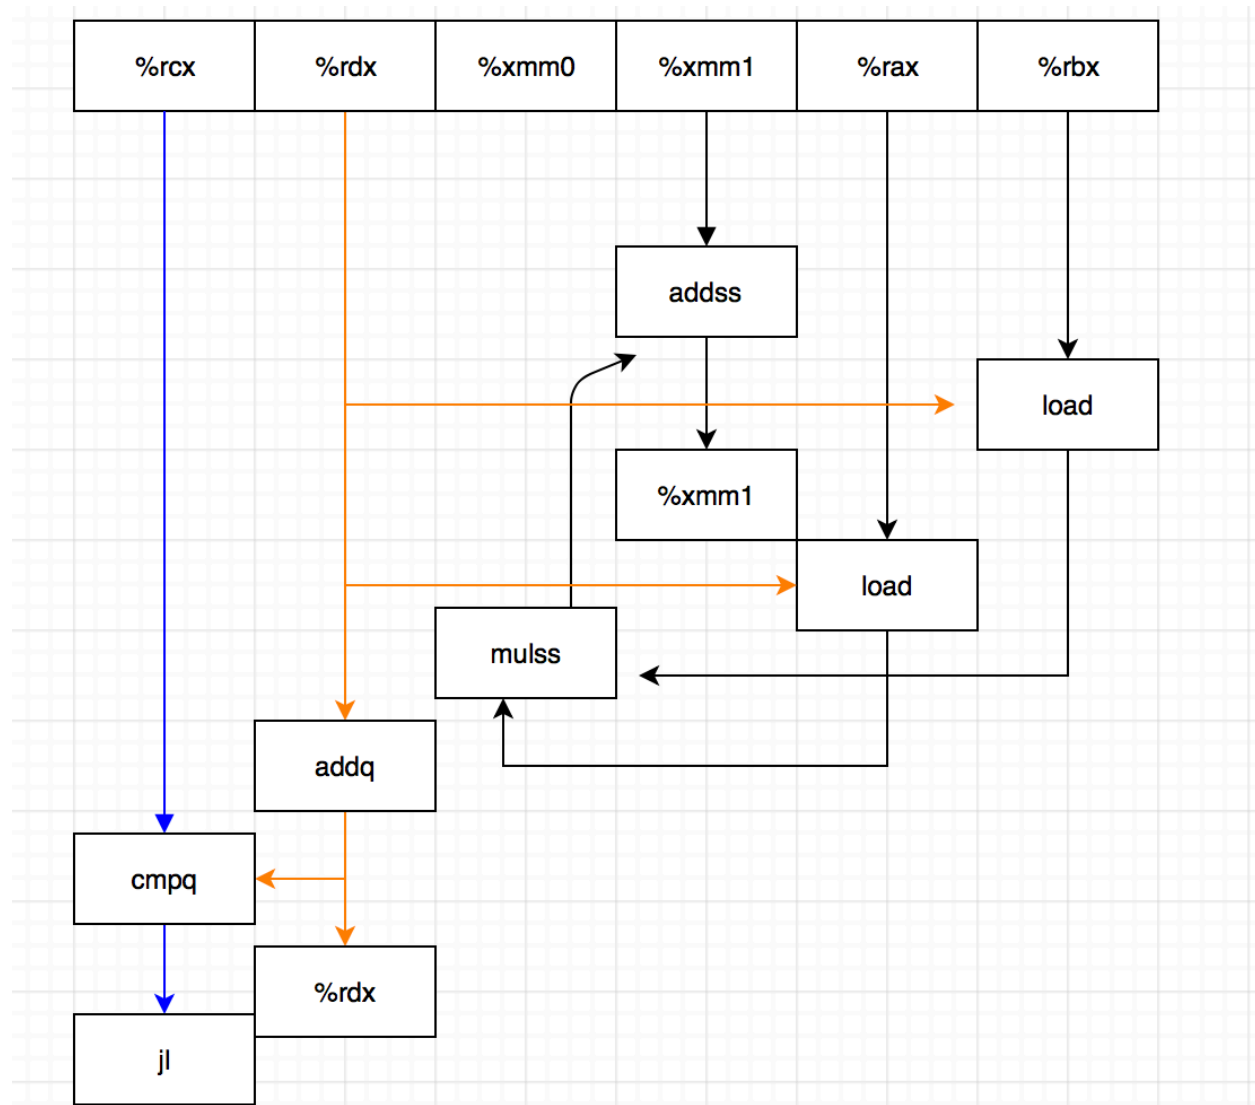 %rcx %rdx %xmm0 %xmm1 %rax %rbx
addss
load
%xmm1
load
mulss
addq
cmpq
%rdx
jl